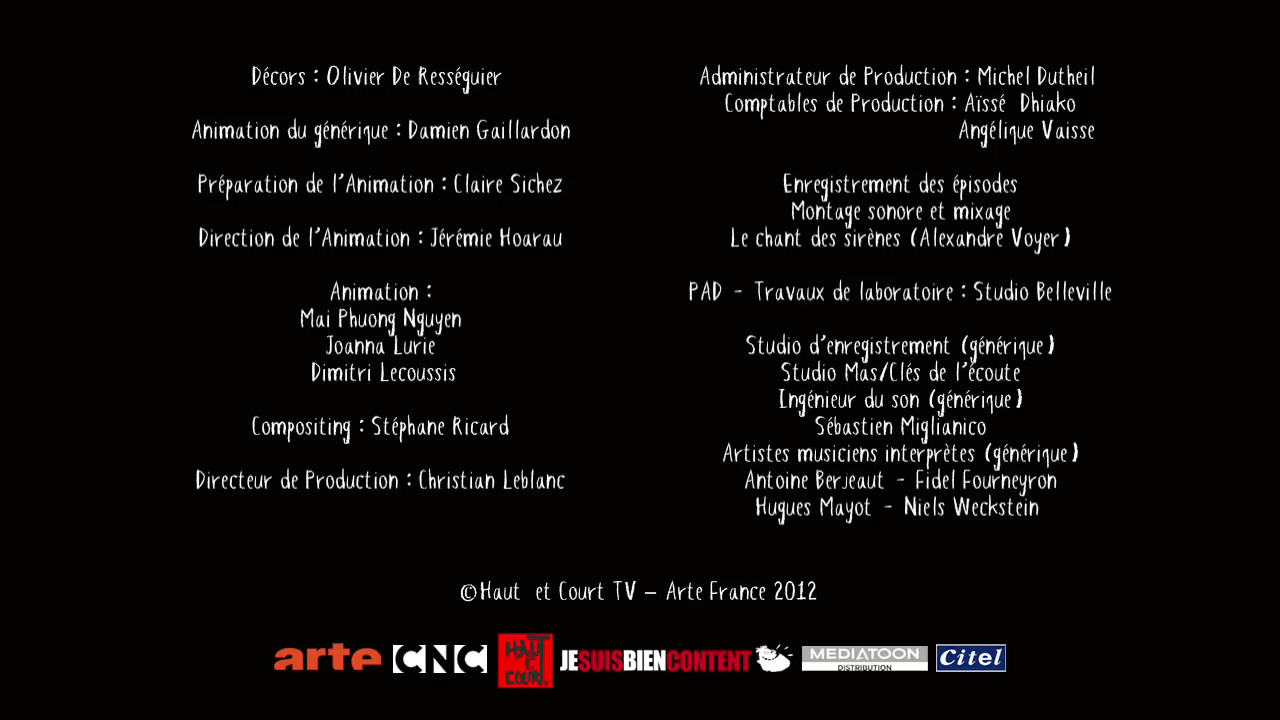 Décors : Olivier De Rességuier
Animation du générique : Damien Gaillardon
Préparation de l'Animation : Claire Sichez
Direction de l'Animation : Jérémie Hoarau
Animation :
Mai Phuong Nguyen
Joanna Lurie
Dimitri Lecoussis
Compositing : Stéphane Ricard
Directeur de Production : Christian Leblanc
Administrateur de Production : Michel Dutheil
Comptables de Production : Aïssé Dhiako
Angélique Vaisse
Enregistrement des épisodes
Montage sonore et mixage
Le chant des sirènes (Alexandre Voyer)
PAD - Travaux de laboratoire : Studio Belleville
Studio d'enregistrement (générique)
Studio Mas/Clés de l'écoute
Ingénieur du son (générique)
Sébastien Miglianico
Artistes musiciens interprètes (générique)
Antoine Berjeaut - Fidel Fourneyron
Hugues Mayot - Niels Weckstein
©Haut et Court TV – Arte France 2012
arte
CNC
HAUT
ET
COURT
JESUISBIENCONTENT
MEDIATOON
DISTRIBUTION
Citel